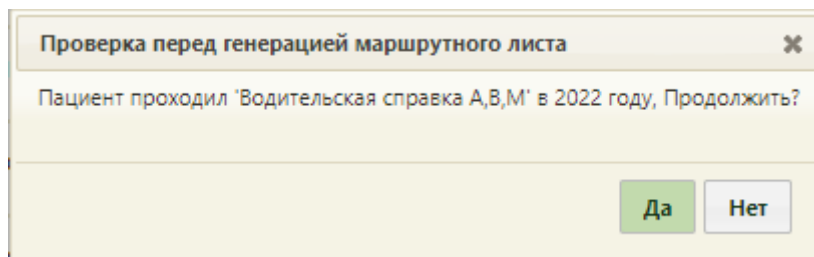 Проверка перед генерацией маршрутного листа
Пациент проходил 'Водительская справка А,В,М' в 2022 году, Продолжить?
Да Нет